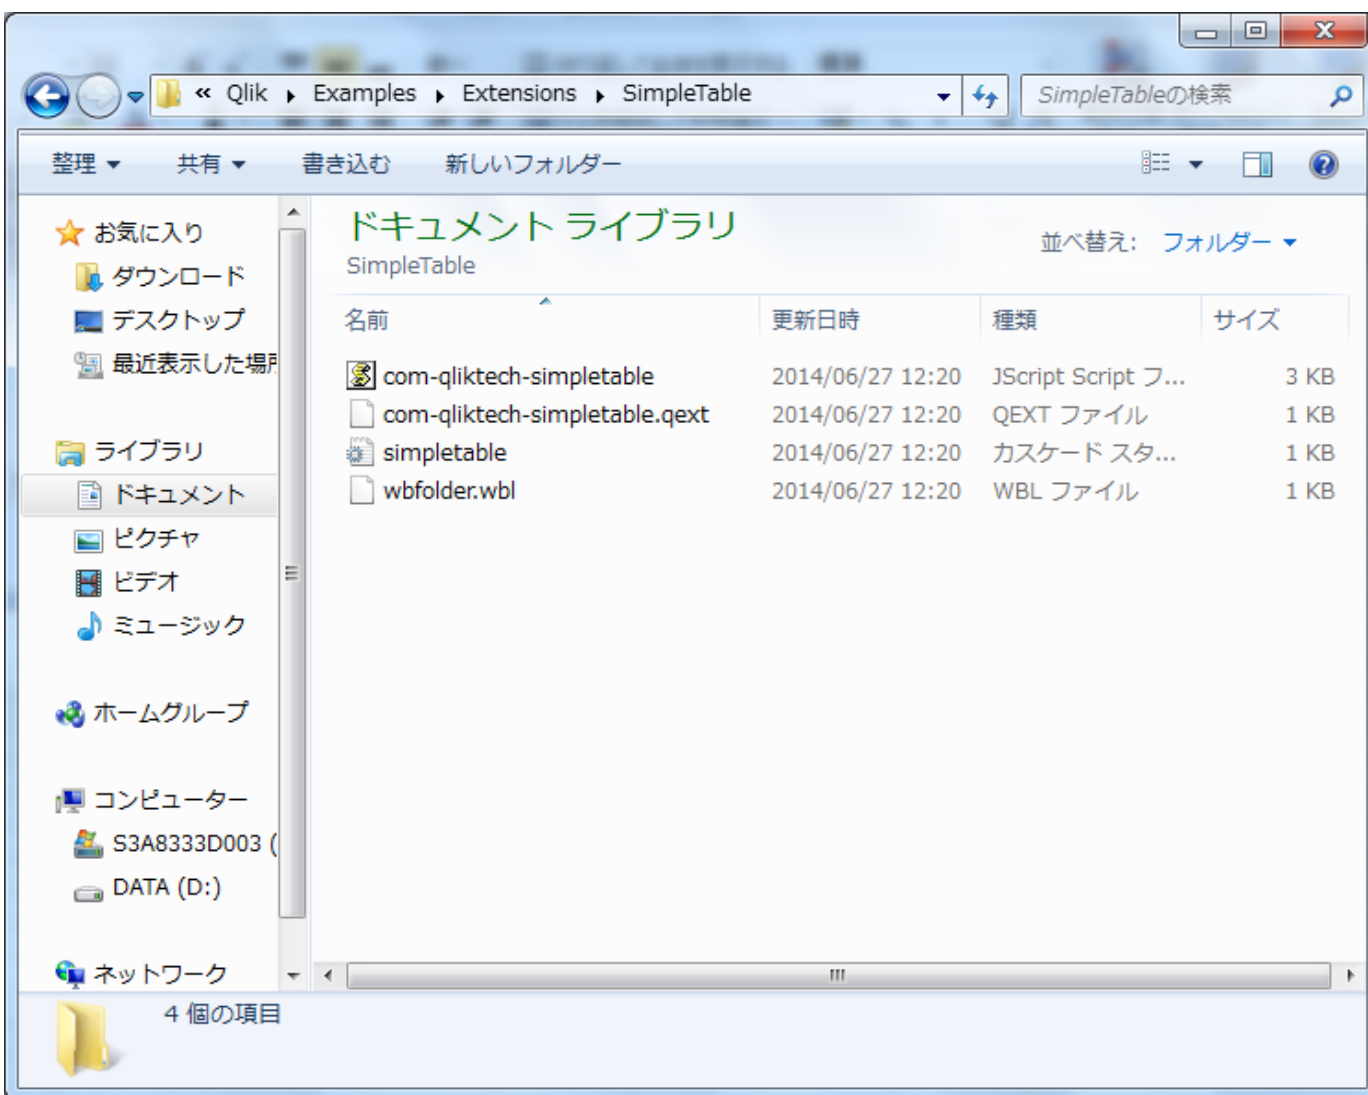 « Qlik ▸ Examples ▸ Extensions ▸ SimpleTable
SimpleTableの検索
整理 共有 書き込む 新しいフォルダー
お気に入り
ダウンロード
デスクトップ
最近表示した場所
ライブラリ
ドキュメント
ピクチャ
ビデオ
ミュージック
ホームグループ
コンピューター
S3A8333D003 (
DATA (D:)
ネットワーク
ドキュメント ライブラリ
SimpleTable
並べ替え: フォルダー
名前 更新日時 種類 サイズ
com-qliktech-simpletable 2014/06/27 12:20 JScript Script フ... 3 KB
com-qliktech-simpletable.qext 2014/06/27 12:20 QEXT ファイル 1 KB
simpletable 2014/06/27 12:20 カスケード スタ... 1 KB
wbfolder.wbl 2014/06/27 12:20 WBL ファイル 1 KB
4 個の項目